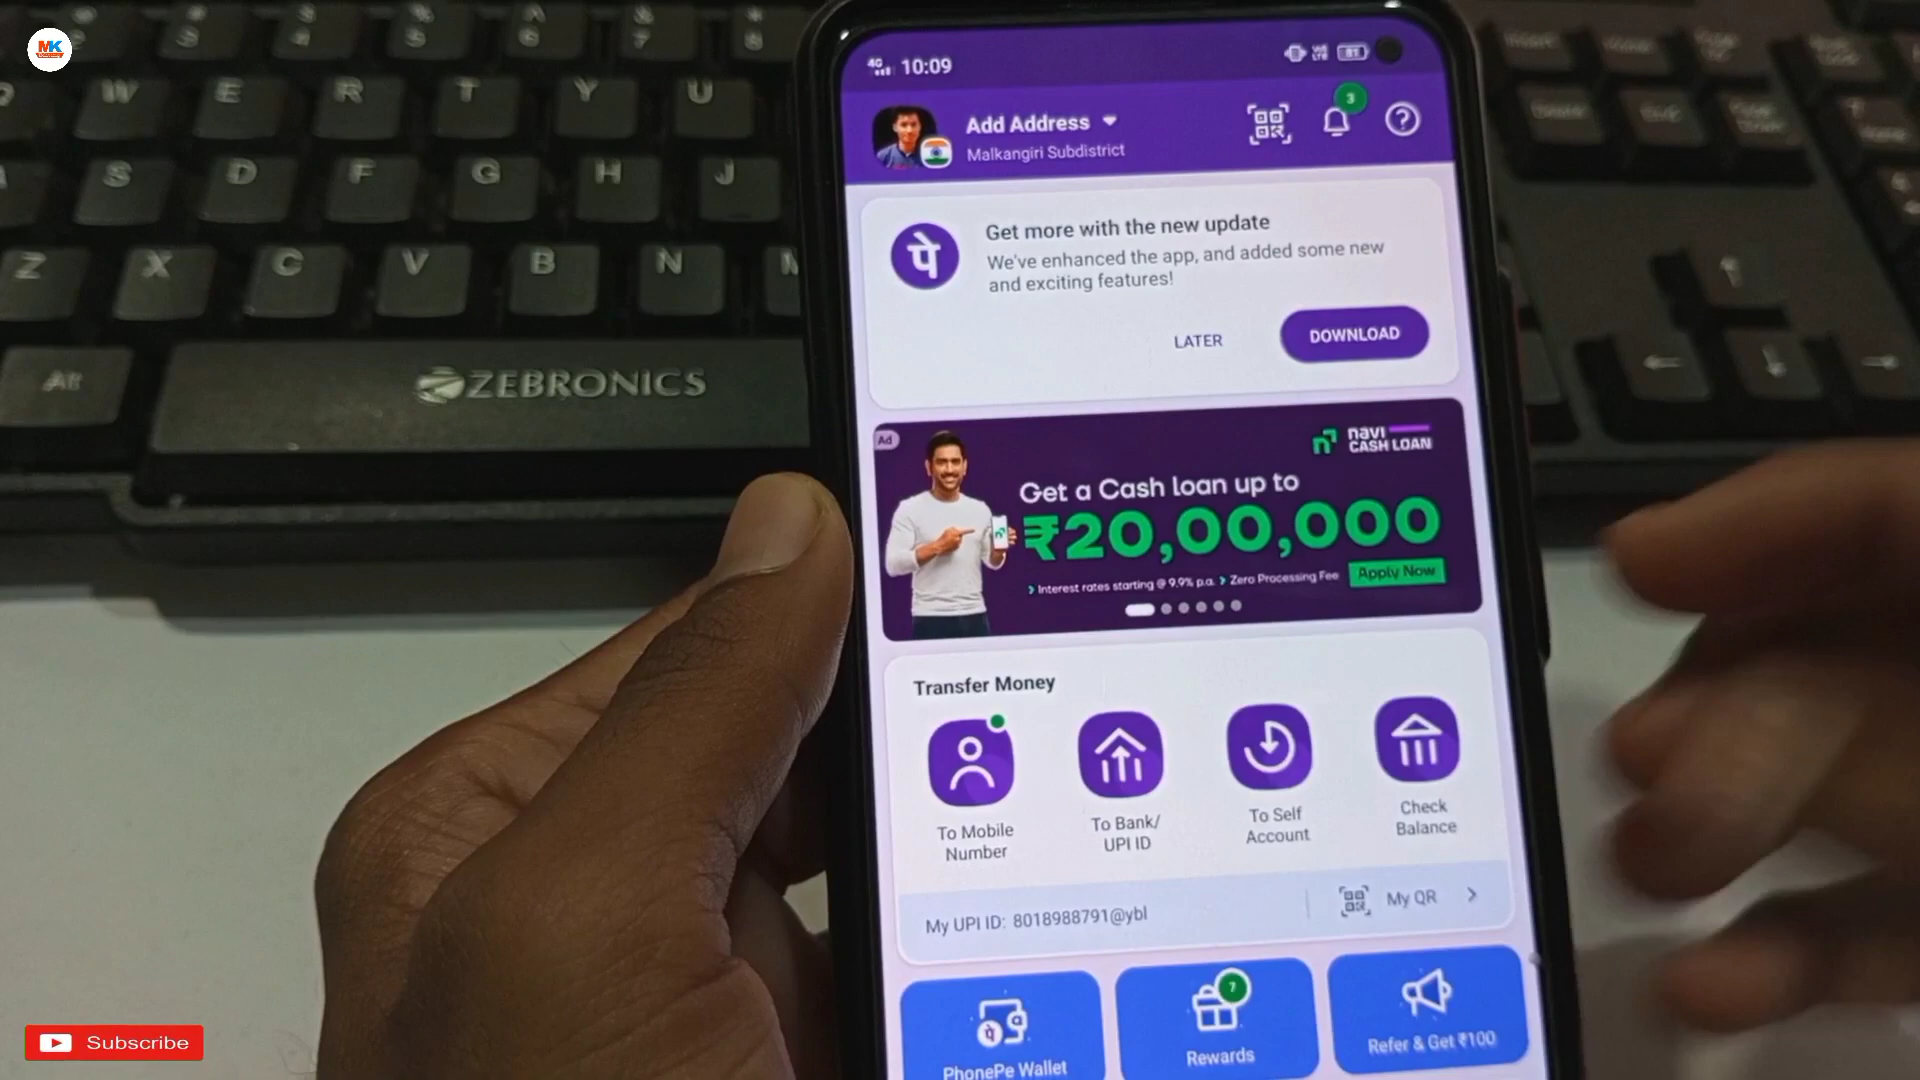 MK
W E R T Y U
S D F G H J
Z X C V B N M
Alt
ZEBRONICS
4G 10:09
81
Add Address
Malkangiri Subdistrict
3
पे
Get more with the new update
We've enhanced the app, and added some new
and exciting features!
LATER
DOWNLOAD
Ad
navi
CASH LOAN
Get a Cash loan up to
₹20,00,000
Interest rates starting @ 9.9% p.a. Zero Processing Fee
Apply Now
Transfer Money
To Mobile
Number
To Bank/
UPI ID
To Self
Account
Check
Balance
My UPI ID: 8018988791@ybl
My QR
पे
PhonePe Wallet
7
Rewards
Refer & Get ₹100
Subscribe